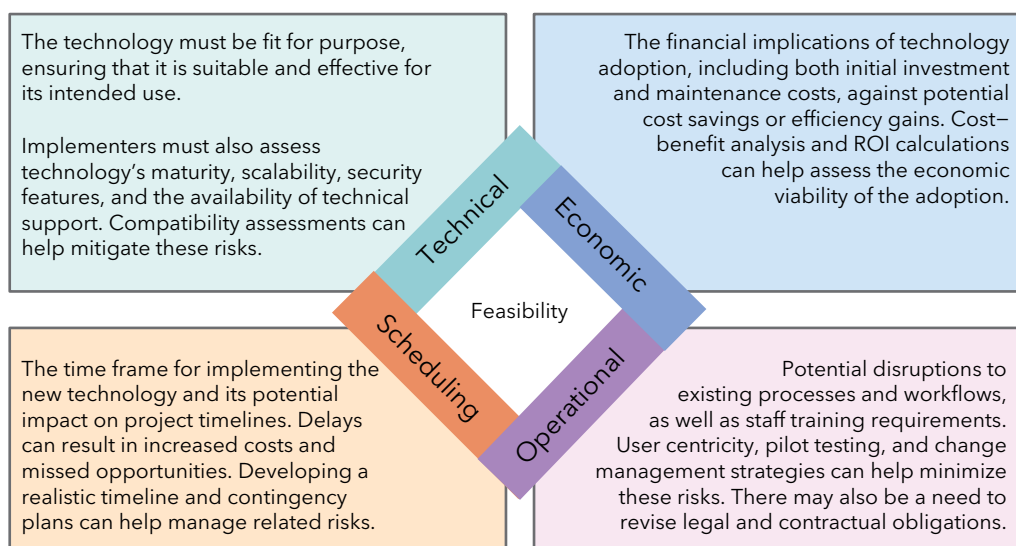 The technology must be fit for purpose,
ensuring that it is suitable and effective for
its intended use.
Implementers must also assess
technology’s maturity, scalability, security
features, and the availability of technical
support. Compatibility assessments can
help mitigate these risks.
The financial implications of technology
adoption, including both initial investment
and maintenance costs, against potential
cost savings or efficiency gains. Cost–
benefit analysis and ROI calculations
can help assess the economic
viability of the adoption.
Technical
Economic
Feasibility
Scheduling
Operational
The time frame for implementing the
new technology and its potential
impact on project timelines. Delays
can result in increased costs and
missed opportunities. Developing a
realistic timeline and contingency
plans can help manage related risks.
Potential disruptions to
existing processes and workflows,
as well as staff training requirements.
User centricity, pilot testing, and change
management strategies can help minimize
these risks. There may also be a need to
revise legal and contractual obligations.